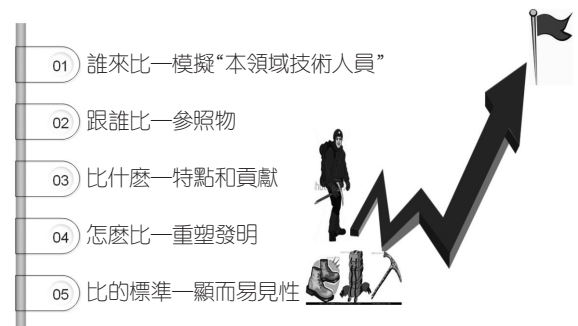 01 誰來比—模擬“本領域技術人員”
02 跟誰比—參照物
03 比什麽—特點和貢獻
04 怎麽比—重塑發明
05 比的標準—顯而易見性